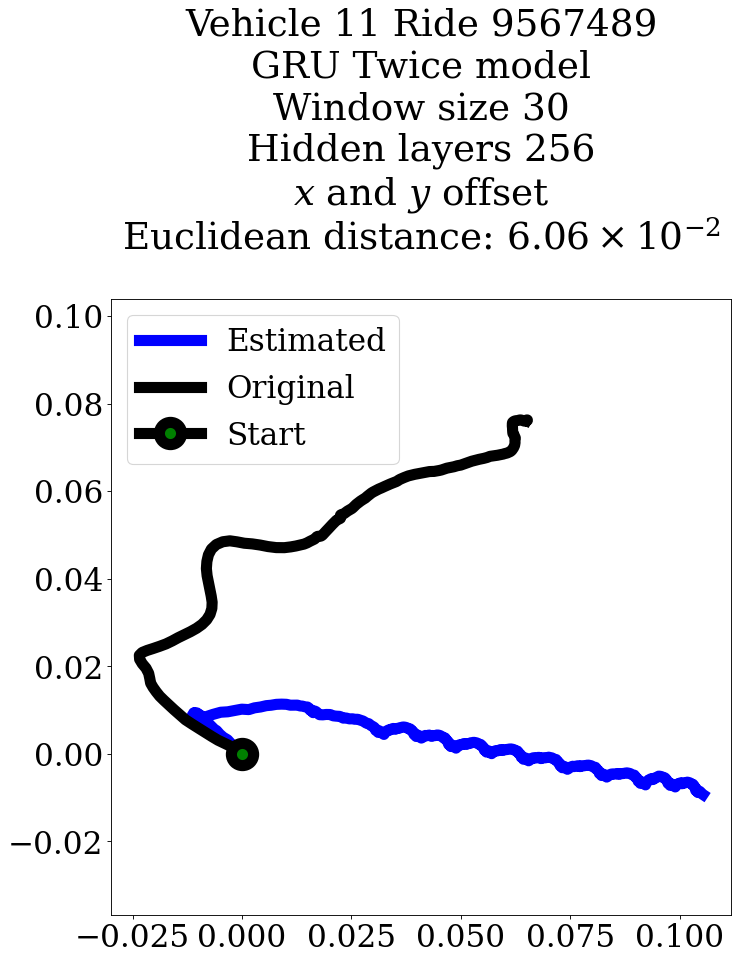 Vehicle 11 Ride 9567489
GRU Twice model
Window size 30
Hidden layers 256
x and y offset
Euclidean distance: 6.06 × 10⁻²
0.10
0.08
0.06
0.04
0.02
0.00
−0.02
Estimated
Original
Start
−0.025 0.000 0.025 0.050 0.075 0.100